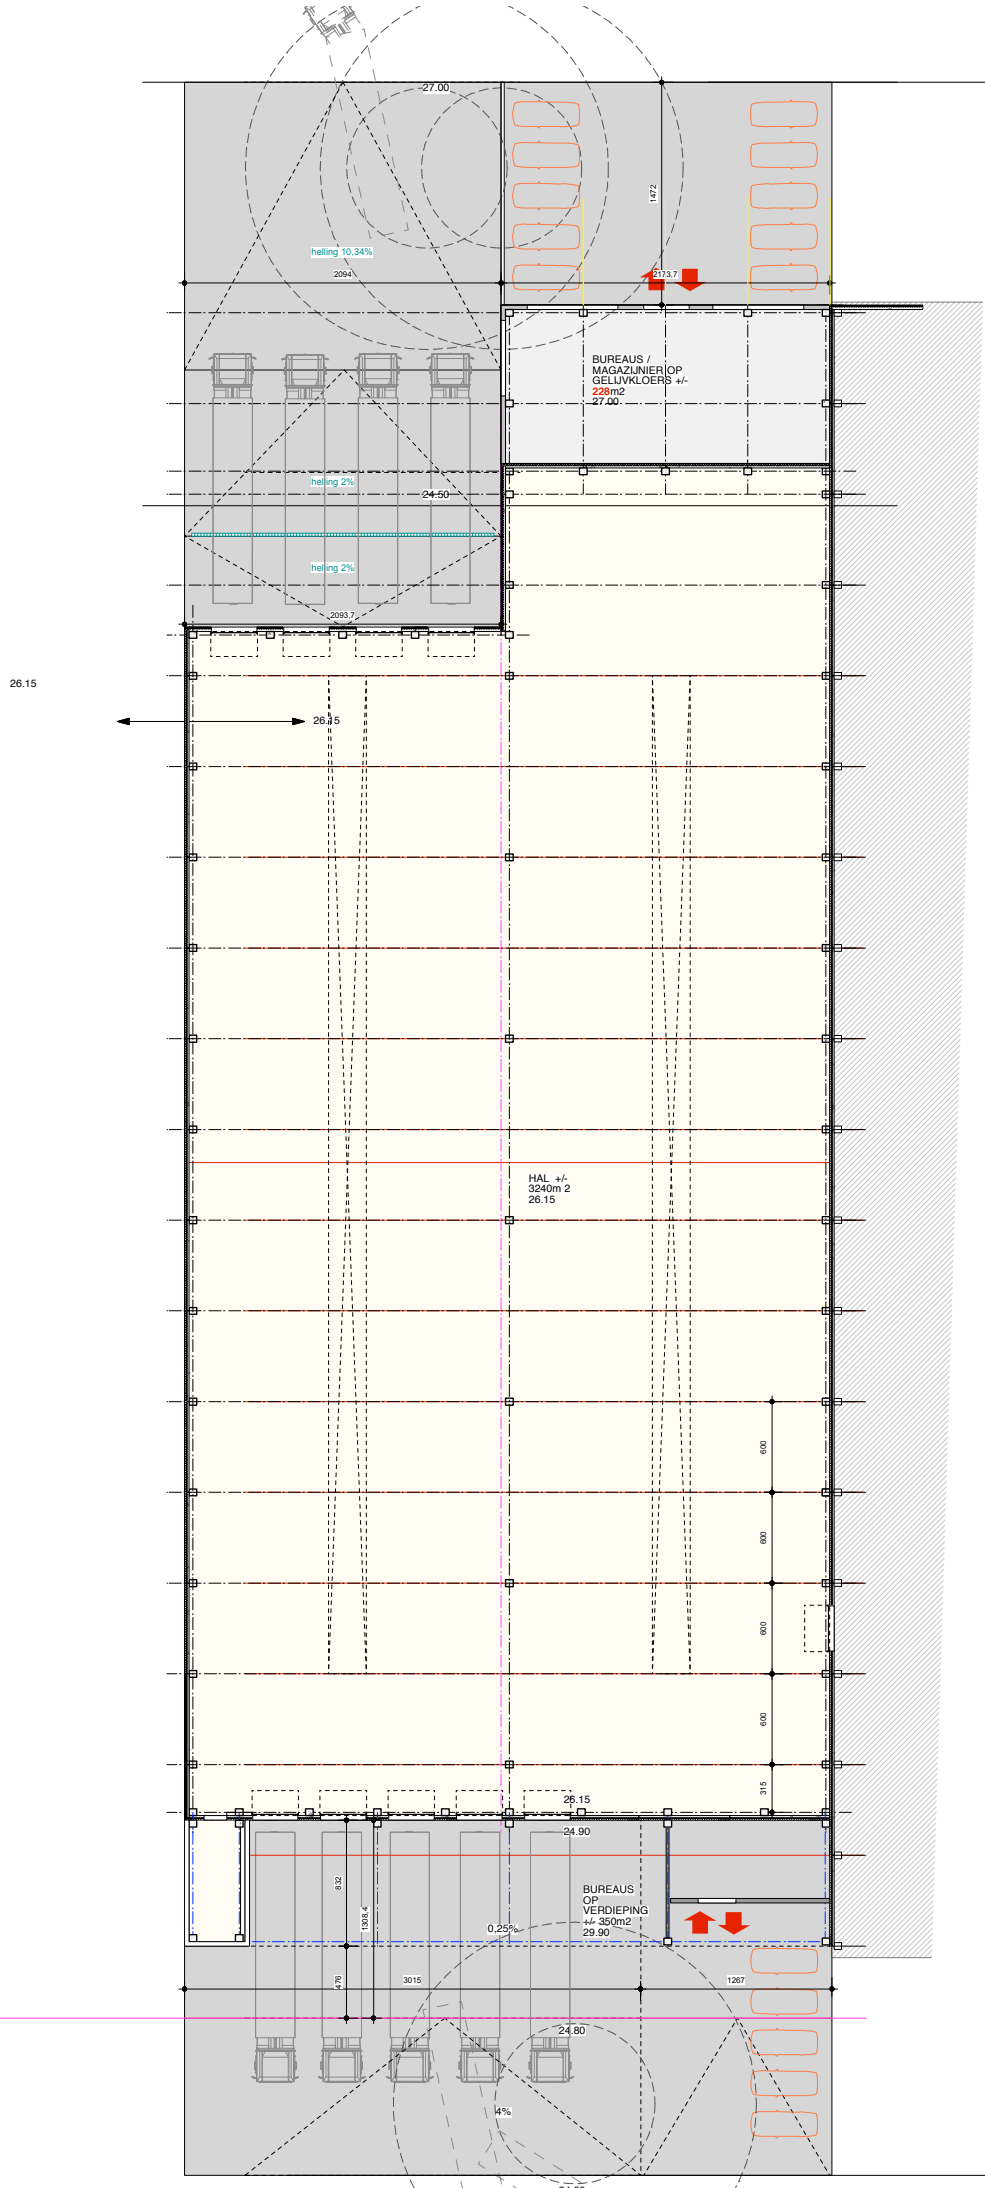 27.00
1472
helling 10,34%
2094
2173,7
BUREAUS /
MAGAZIJNIER OP
GELIJVKLOERS +/-
228m2
27.00
helling 2%
24.50
helling 2%
2093,7
26.15
26.15
HAL +/-
3240m 2
26.15
600
600
600
600
315
26.15
24.90
832
1308.4
BUREAUS
OP
VERDIEPING
+/- 350m2
29.90
0,25%
476
3015
1267
24.80
4%